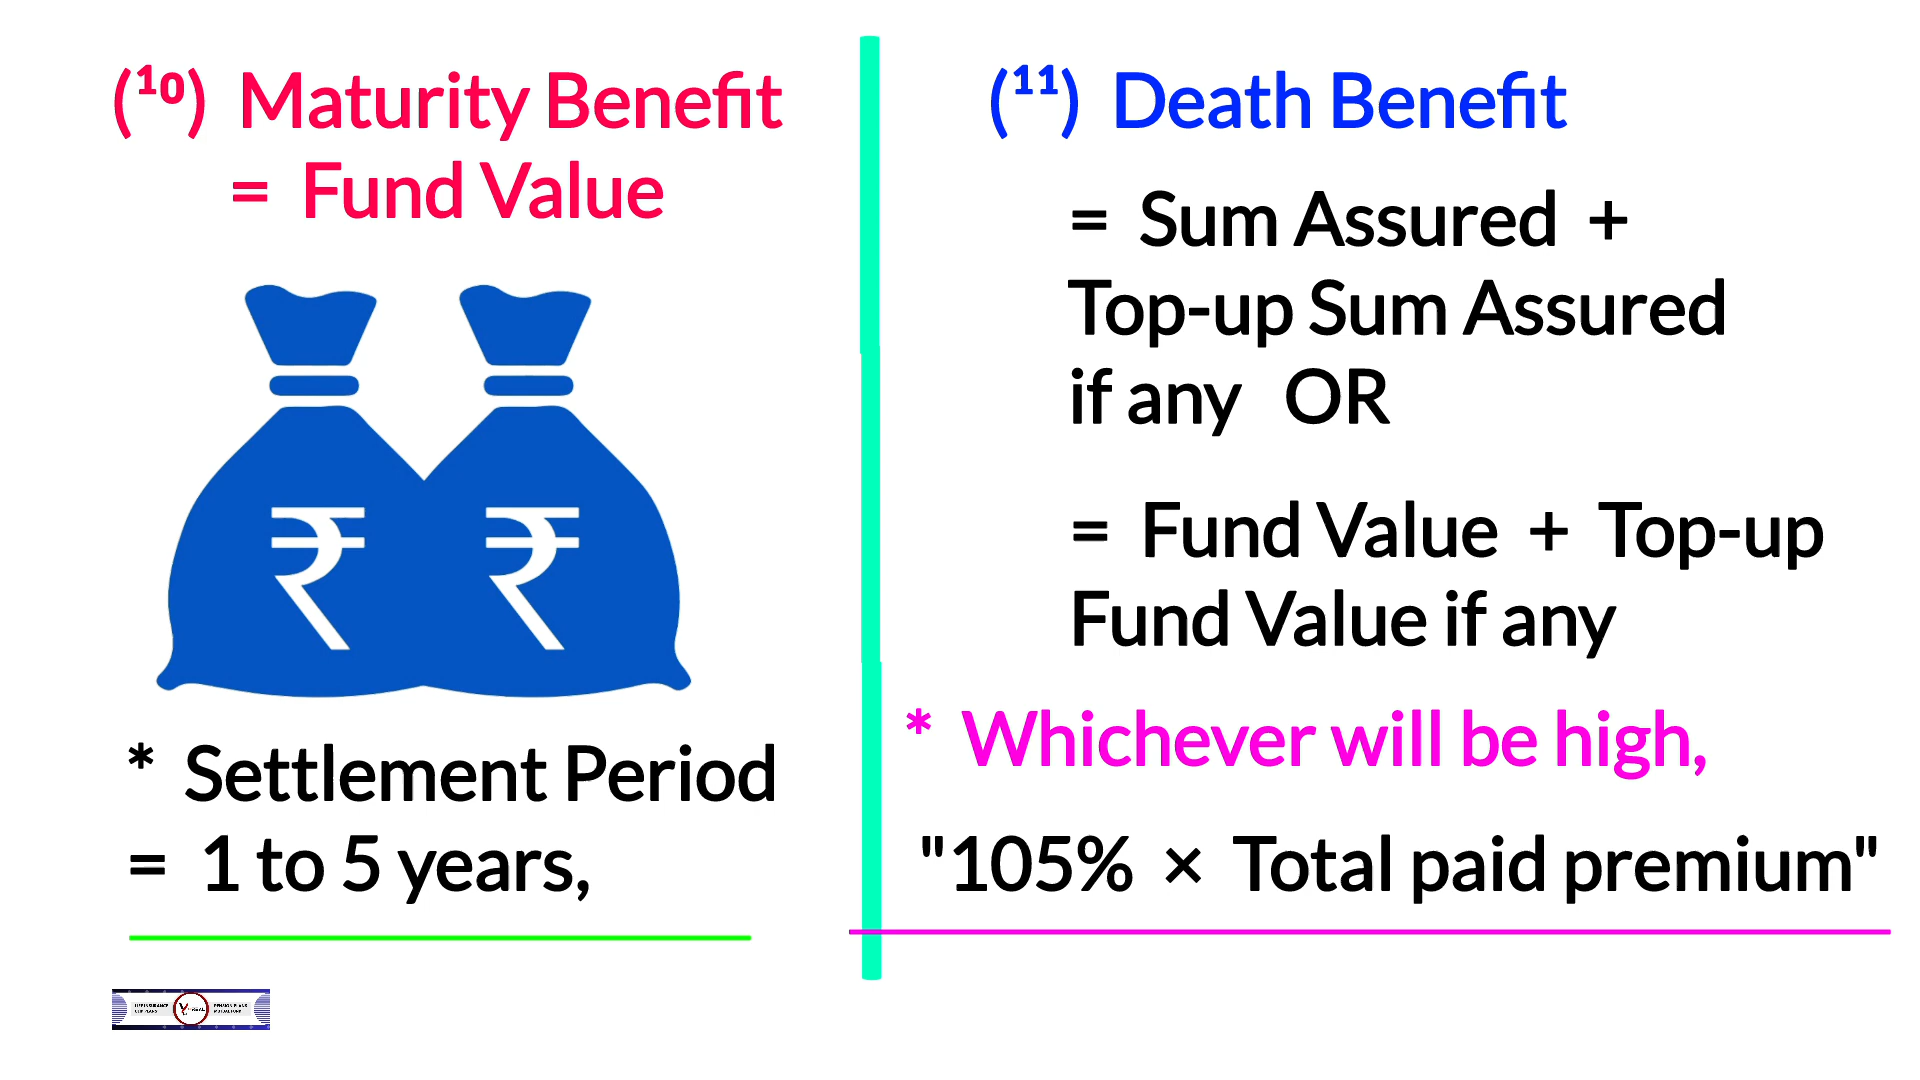 (¹⁰) Maturity Benefit
= Fund Value
₹ ₹
* Settlement Period
= 1 to 5 years,
(¹¹) Death Benefit
= Sum Assured +
Top-up Sum Assured
if any OR
= Fund Value + Top-up
Fund Value if any
* Whichever will be high,
"105% × Total paid premium"